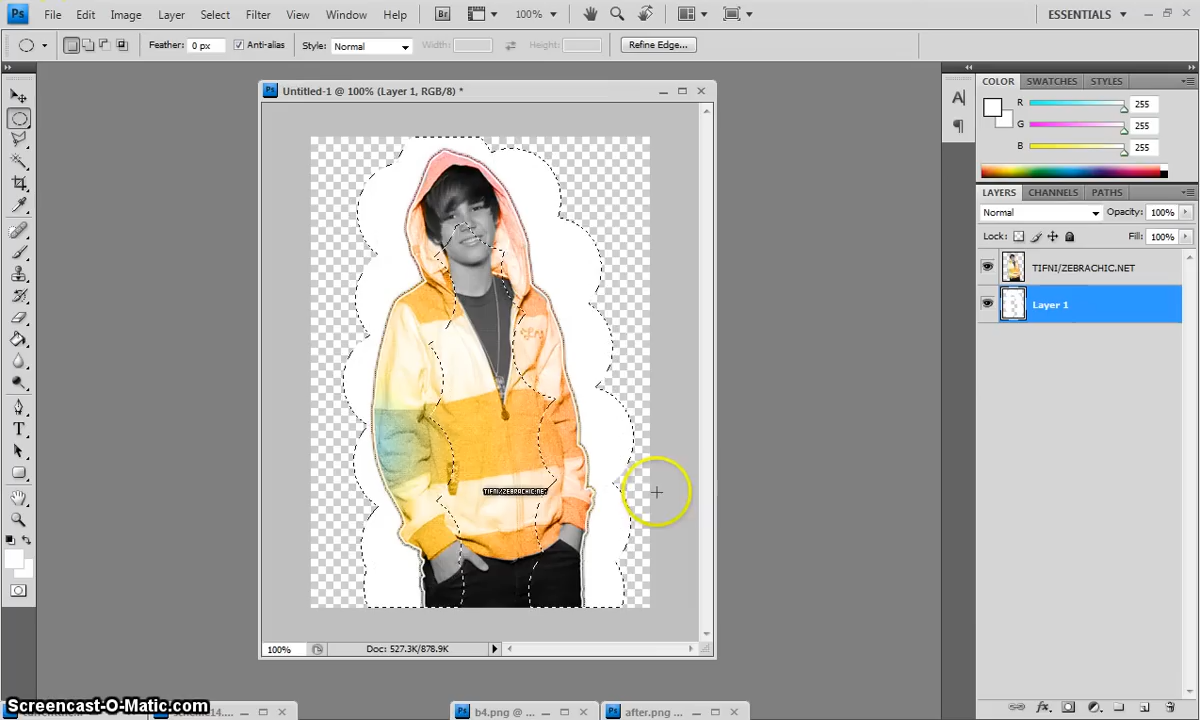 Ps File Edit Image Layer Select Filter View Window Help Br 100% ESSENTIALS
Feather: 0 px Anti-alias Style: Normal Width: Height: Refine Edge...
Ps Untitled-1 @ 100% (Layer 1, RGB/8) *
COLOR SWATCHES STYLES
R 255
G 255
B 255
LAYERS CHANNELS PATHS
Normal Opacity: 100%
Lock: Fill: 100%
TIFNI/ZEBRACHIC.NET
Layer 1
TIFNI/ZEBRACHIC.NET
100% Doc: 527.3K/878.9K
Screencast-O-Matic.com
Ps b4.png @ ... Ps after.png ...